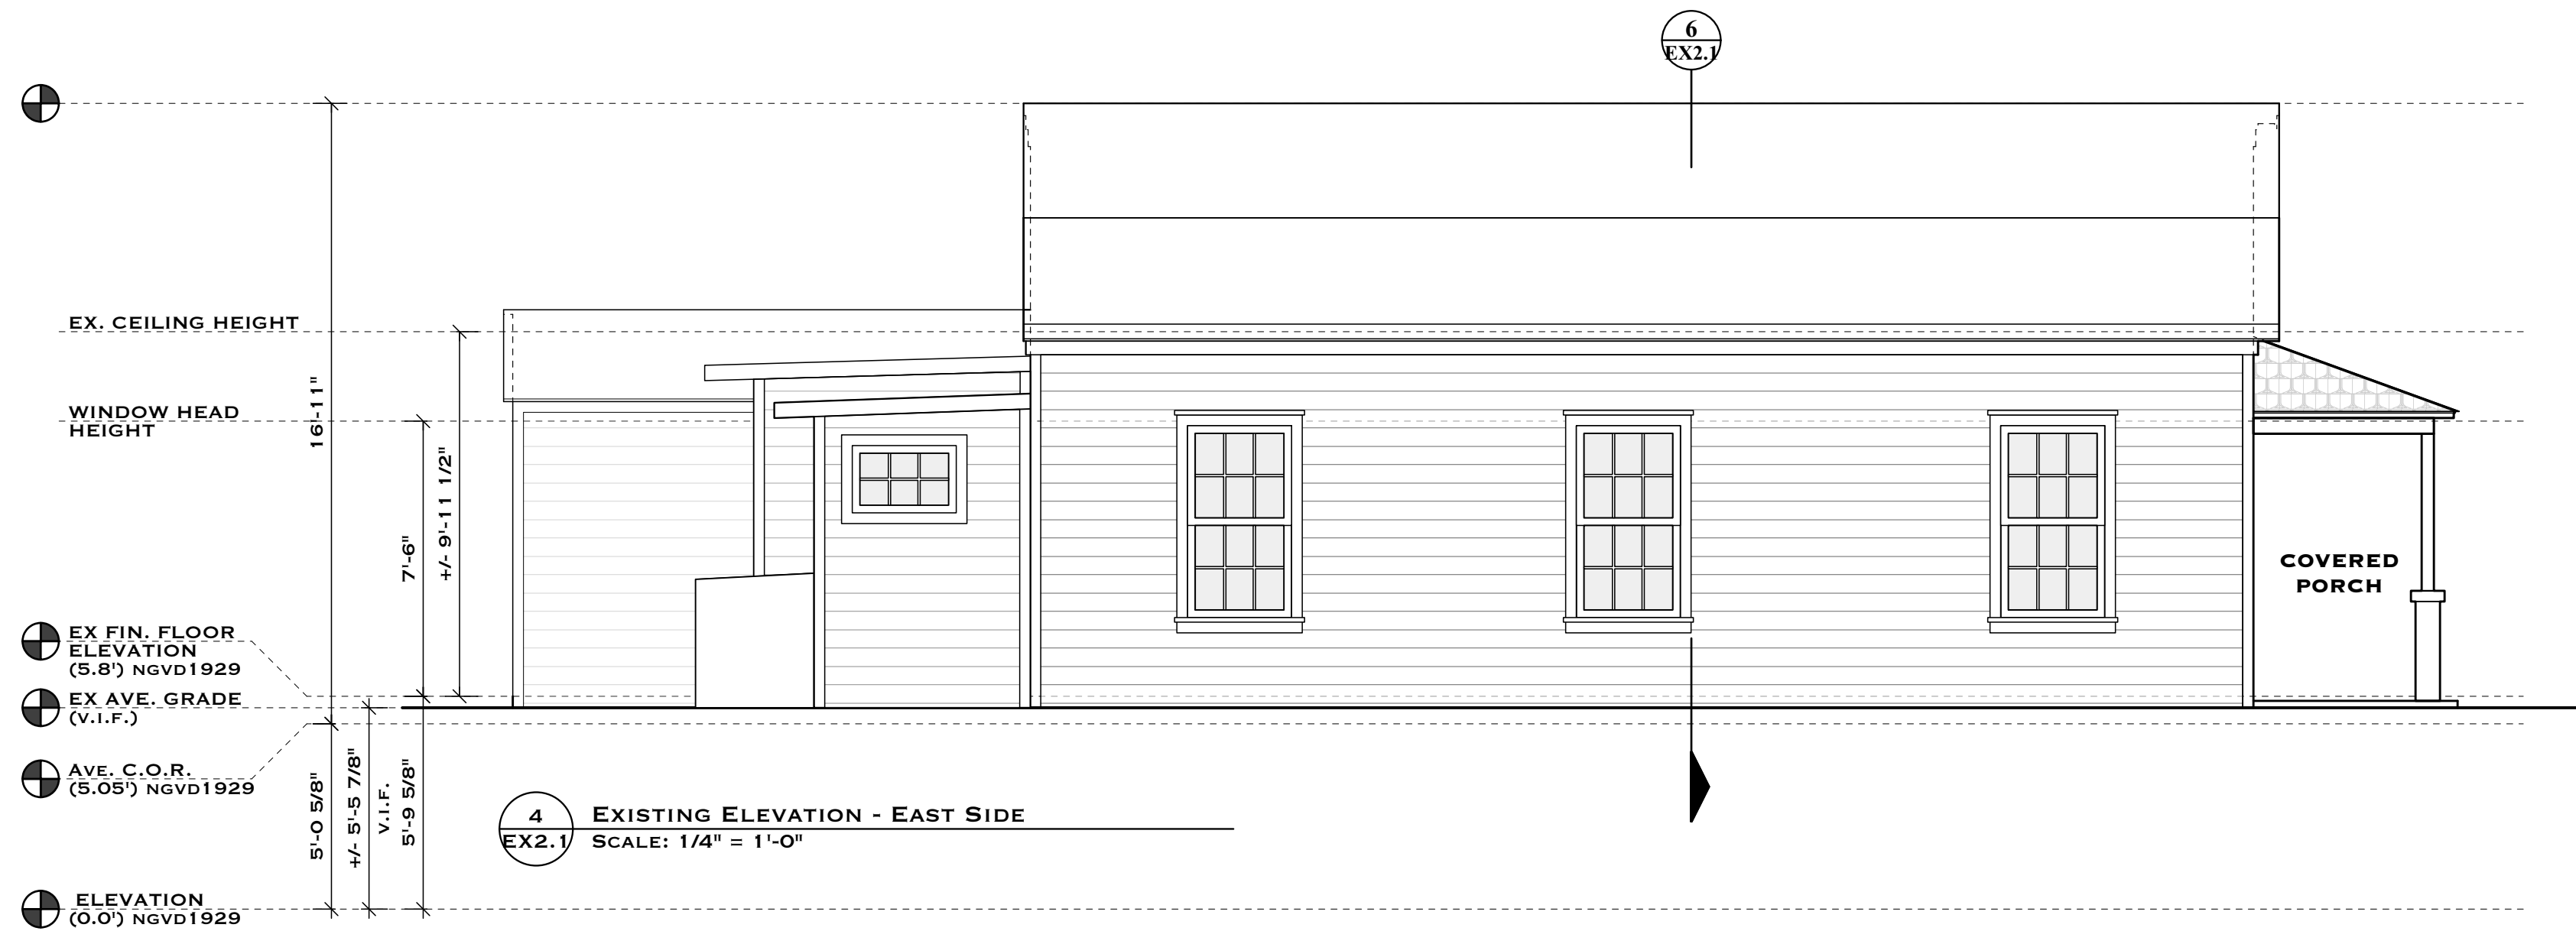 6
EX2.1
EX. CEILING HEIGHT
16'-11"
WINDOW HEAD
HEIGHT
+/- 9'-11 1/2"
7'-6"
COVERED
PORCH
EX FIN. FLOOR
ELEVATION
(5.8') NGVD1929
EX AVE. GRADE
(V.I.F.)
AVE. C.O.R.
(5.05') NGVD1929
5'-0 5/8"
+/- 5'-5 7/8"
V.I.F.
5'-9 5/8"
4
EX2.1
EXISTING ELEVATION - EAST SIDE
SCALE: 1/4" = 1'-0"
ELEVATION
(0.0') NGVD1929